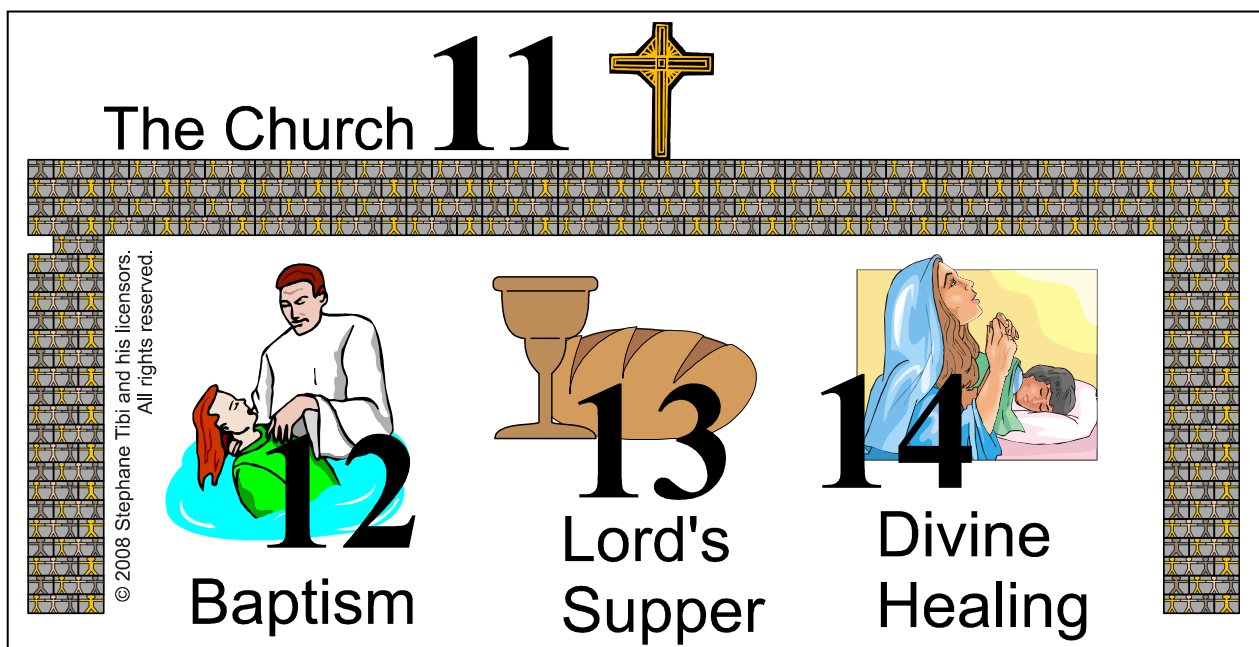 The Church 11
© 2008 Stephane Tibi and his licensors.
All rights reserved.
12
Baptism
13
Lord's
Supper
14
Divine
Healing